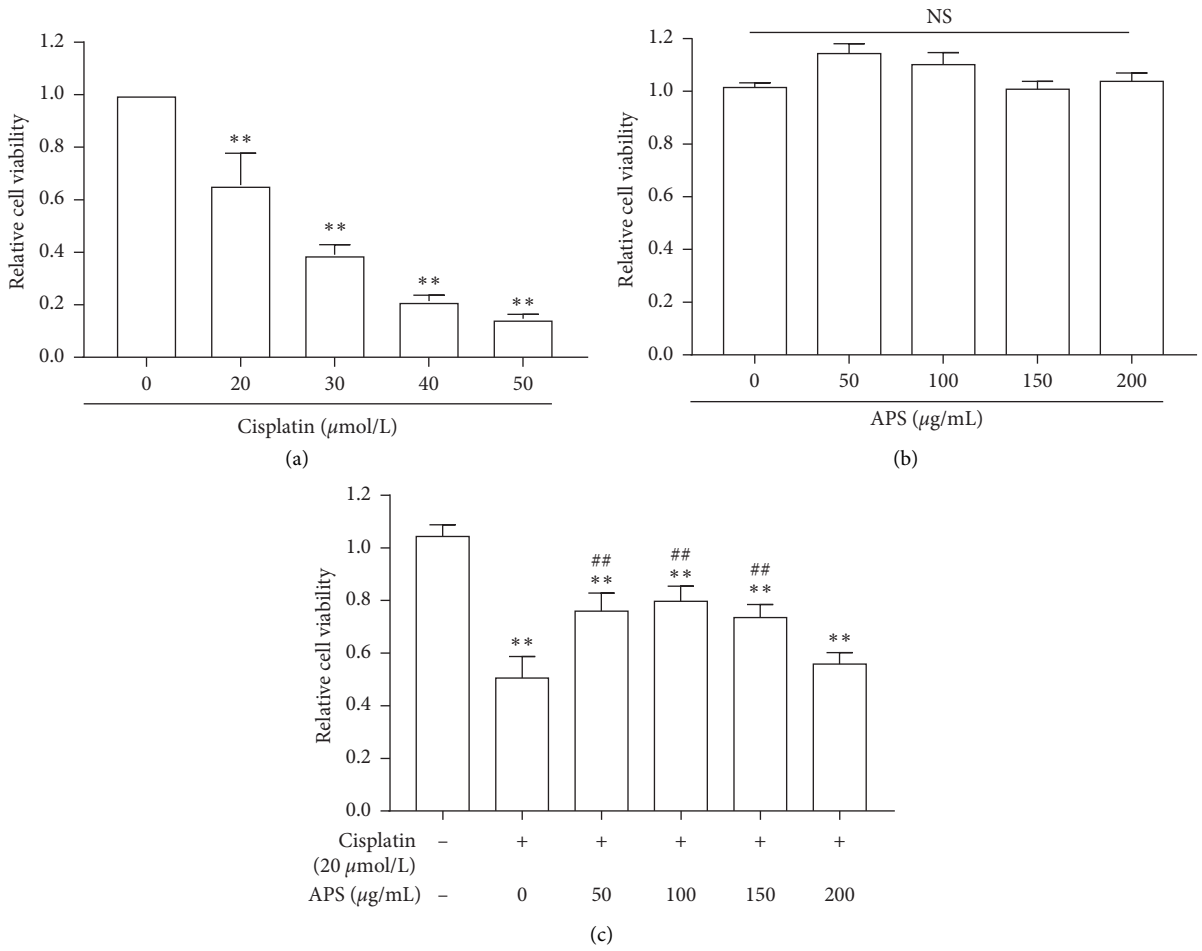 Relative cell viability
1.2
1.0
0.8
0.6
0.4
0.2
0.0
**
**
**
**
0 20 30 40 50
Cisplatin (μmol/L)
(a)
NS
Relative cell viability
1.2
1.0
0.8
0.6
0.4
0.2
0.0
0 50 100 150 200
APS (μg/mL)
(b)
Relative cell viability
1.2
1.0
0.8
0.6
0.4
0.2
0.0
## ## ##
** ** ** ** **
Cisplatin – + + + + +
(20 μmol/L)
APS (μg/mL) – 0 50 100 150 200
(c)